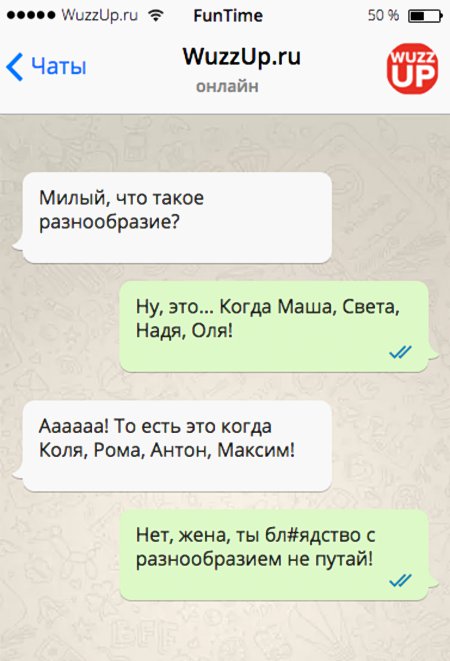 WuzzUp.ru FunTime 50 %
Чаты WuzzUp.ru WUZZ
онлайн UP
Милый, что такое
разнообразие?
Ну, это... Когда Маша, Света,
Надя, Оля!
Аааааа! То есть это когда
Коля, Рома, Антон, Максим!
Нет, жена, ты бл#ядство с
разнообразием не путай!